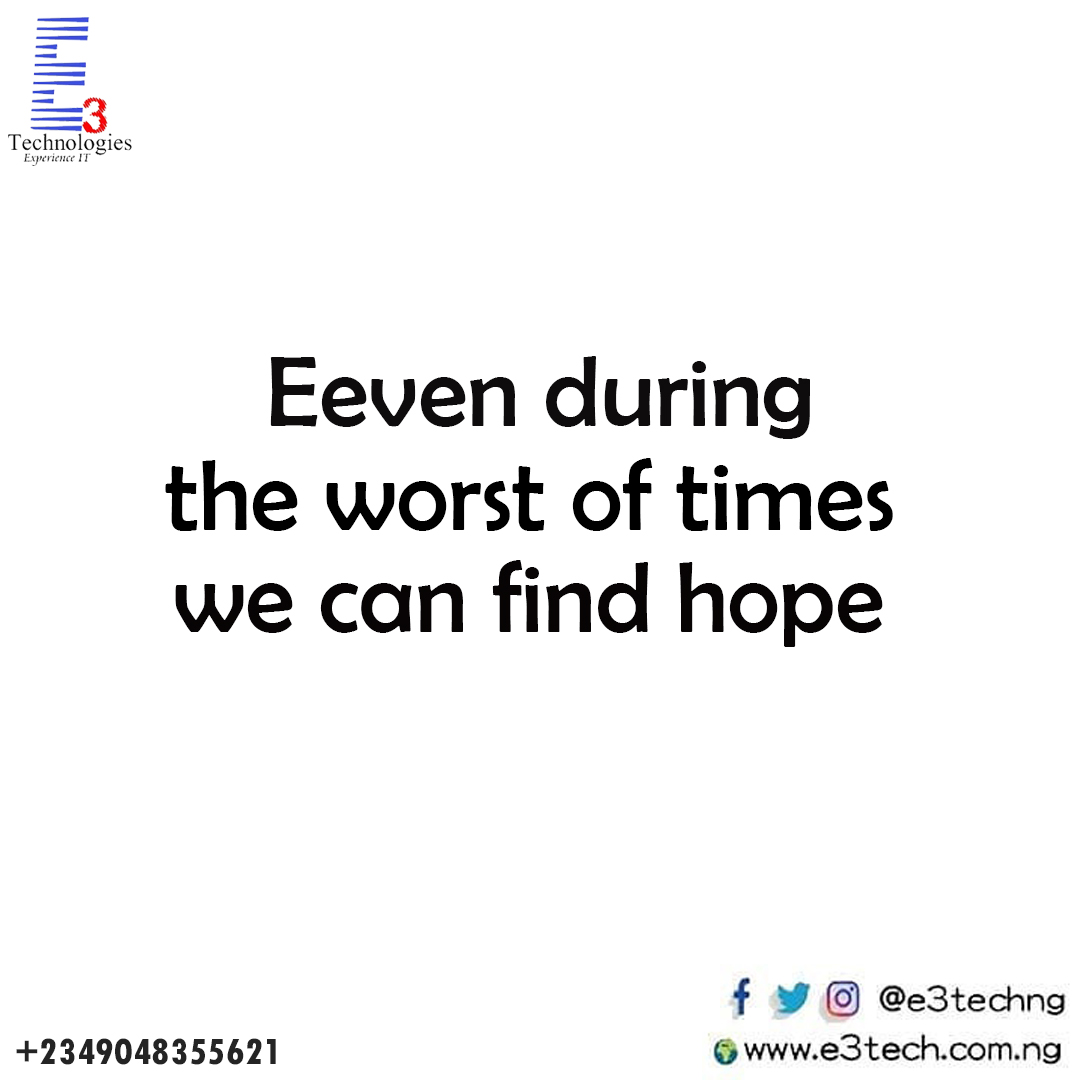 E3
Technologies
Experience IT
Eeven during
the worst of times
we can find hope
@e3techng
www.e3tech.com.ng
+2349048355621